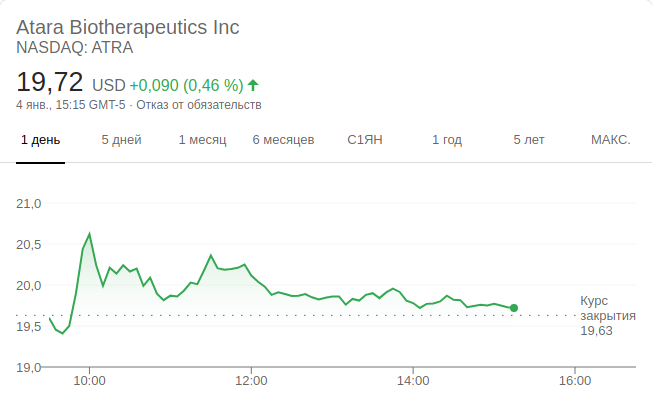 Atara Biotherapeutics Inc
NASDAQ: ATRA
19,72 USD +0,090 (0,46 %)
4 янв., 15:15 GMT-5 · Отказ от обязательств
1 день 5 дней 1 месяц 6 месяцев С1ЯН 1 год 5 лет МАКС.
21,0
20,5
20,0
19,5
19,0
Курс
закрытия
19,63
10:00 12:00 14:00 16:00